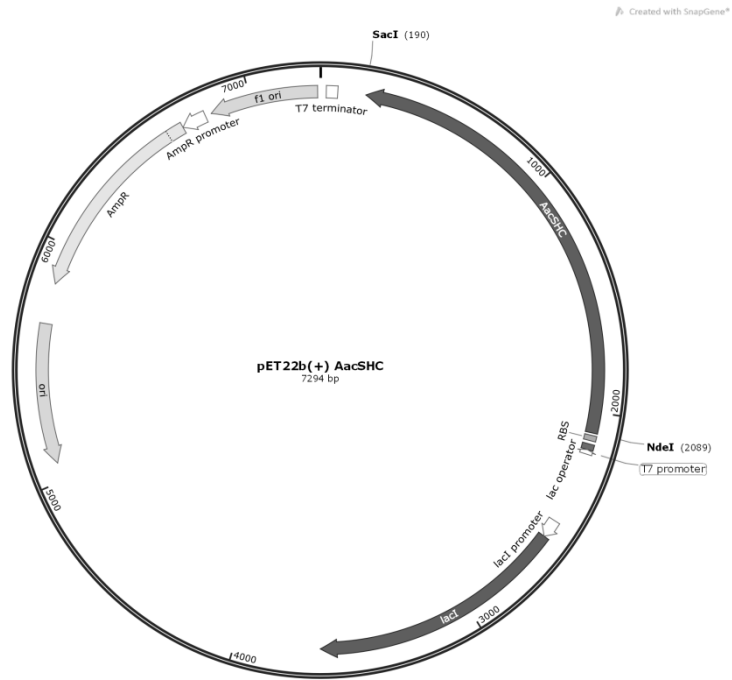 Created with SnapGene®
SacI (190)
7000
f1 ori
T7 terminator
AmpR promoter
1000
AmpR
AacSHC
6000
pET22b(+) AacSHC
7294 bp
ori
2000
RBS
NdeI (2089)
lac operator
T7 promoter
5000
lacI promoter
lacI
3000
4000